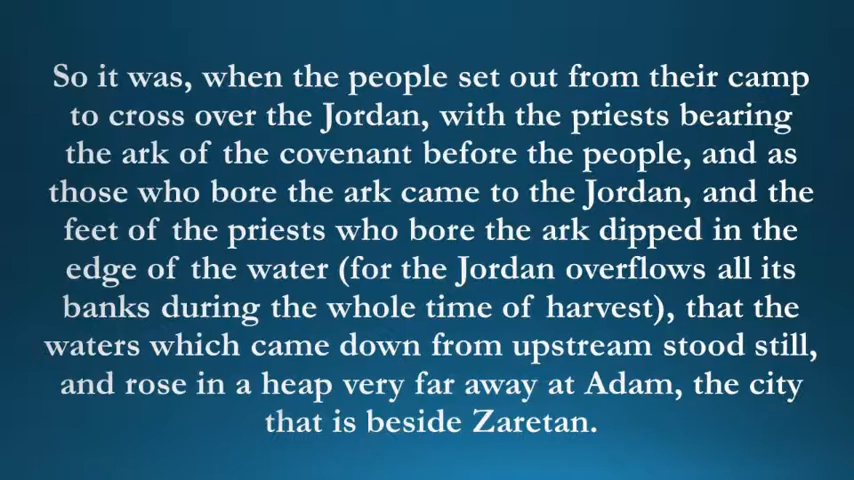 So it was, when the people set out from their camp
to cross over the Jordan, with the priests bearing
the ark of the covenant before the people, and as
those who bore the ark came to the Jordan, and the
feet of the priests who bore the ark dipped in the
edge of the water (for the Jordan overflows all its
banks during the whole time of harvest), that the
waters which came down from upstream stood still,
and rose in a heap very far away at Adam, the city
that is beside Zaretan.